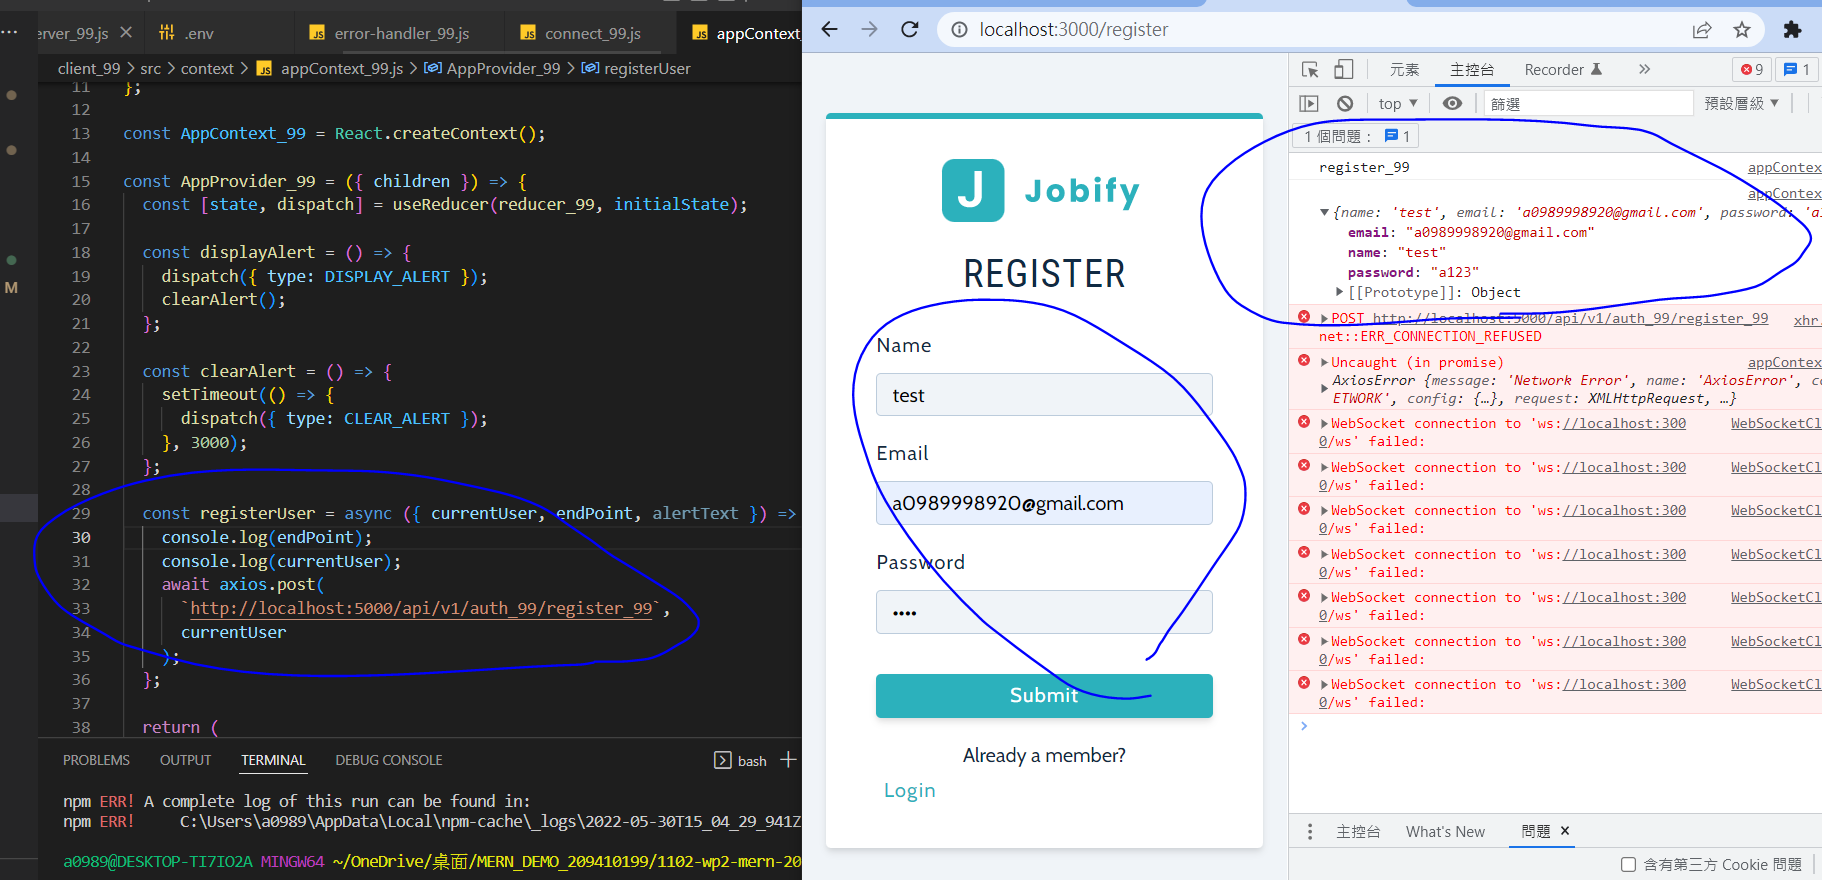 erver_99.js
.env
error-handler_99.js
connect_99.js
appContext_
client_99 > src > context > JS appContext_99.js > AppProvider_99 > registerUser
11 };
12
13 const AppContext_99 = React.createContext();
14
15 const AppProvider_99 = ({ children }) => {
16 const [state, dispatch] = useReducer(reducer_99, initialState);
17
18 const displayAlert = () => {
19 dispatch({ type: DISPLAY_ALERT });
20 clearAlert();
21 };
22
23 const clearAlert = () => {
24 setTimeout(() => {
25 dispatch({ type: CLEAR_ALERT });
26 }, 3000);
27 };
28
29 const registerUser = async ({ currentUser, endPoint, alertText }) =>
30 console.log(endPoint);
31 console.log(currentUser);
32 await axios.post(
33 `http://localhost:5000/api/v1/auth_99/register_99`,
34 currentUser
35 );
36 };
37
38 return (
M
PROBLEMS OUTPUT TERMINAL DEBUG CONSOLE bash
npm ERR! A complete log of this run can be found in:
npm ERR! C:\Users\a0989\AppData\Local\npm-cache\_logs\2022-05-30T15_04_29_941Z
a0989@DESKTOP-TI7IO2A MINGW64 ~/OneDrive/桌面/MERN_DEMO_209410199/1102-wp2-mern-20
localhost:3000/register
J Jobify
REGISTER
Name
test
Email
a0989998920@gmail.com
Password
••••
Submit
Already a member?
Login
元素 主控台 Recorder 9 1
top ▼ 篩選 預設層級 ▼
1 個問題： 1
register_99 appContex
appContex
▼{name: 'test', email: 'a0989998920@gmail.com', password: 'a1
email: "a0989998920@gmail.com"
name: "test"
password: "a123"
▶[[Prototype]]: Object
▶POST http://localhost:5000/api/v1/auth_99/register_99 xhr.
net::ERR_CONNECTION_REFUSED
▶Uncaught (in promise) appContex
▶AxiosError {message: 'Network Error', name: 'AxiosError', co
ETWORK', config: {…}, request: XMLHttpRequest, …}
▶WebSocket connection to 'ws://localhost:300 WebSocketCl
0/ws' failed:
▶WebSocket connection to 'ws://localhost:300 WebSocketCl
0/ws' failed:
▶WebSocket connection to 'ws://localhost:300 WebSocketCl
0/ws' failed:
▶WebSocket connection to 'ws://localhost:300 WebSocketCl
0/ws' failed:
▶WebSocket connection to 'ws://localhost:300 WebSocketCl
0/ws' failed:
▶WebSocket connection to 'ws://localhost:300 WebSocketCl
0/ws' failed:
▶WebSocket connection to 'ws://localhost:300 WebSocketCl
0/ws' failed:
主控台 What's New 問題 ×
含有第三方 Cookie 問題